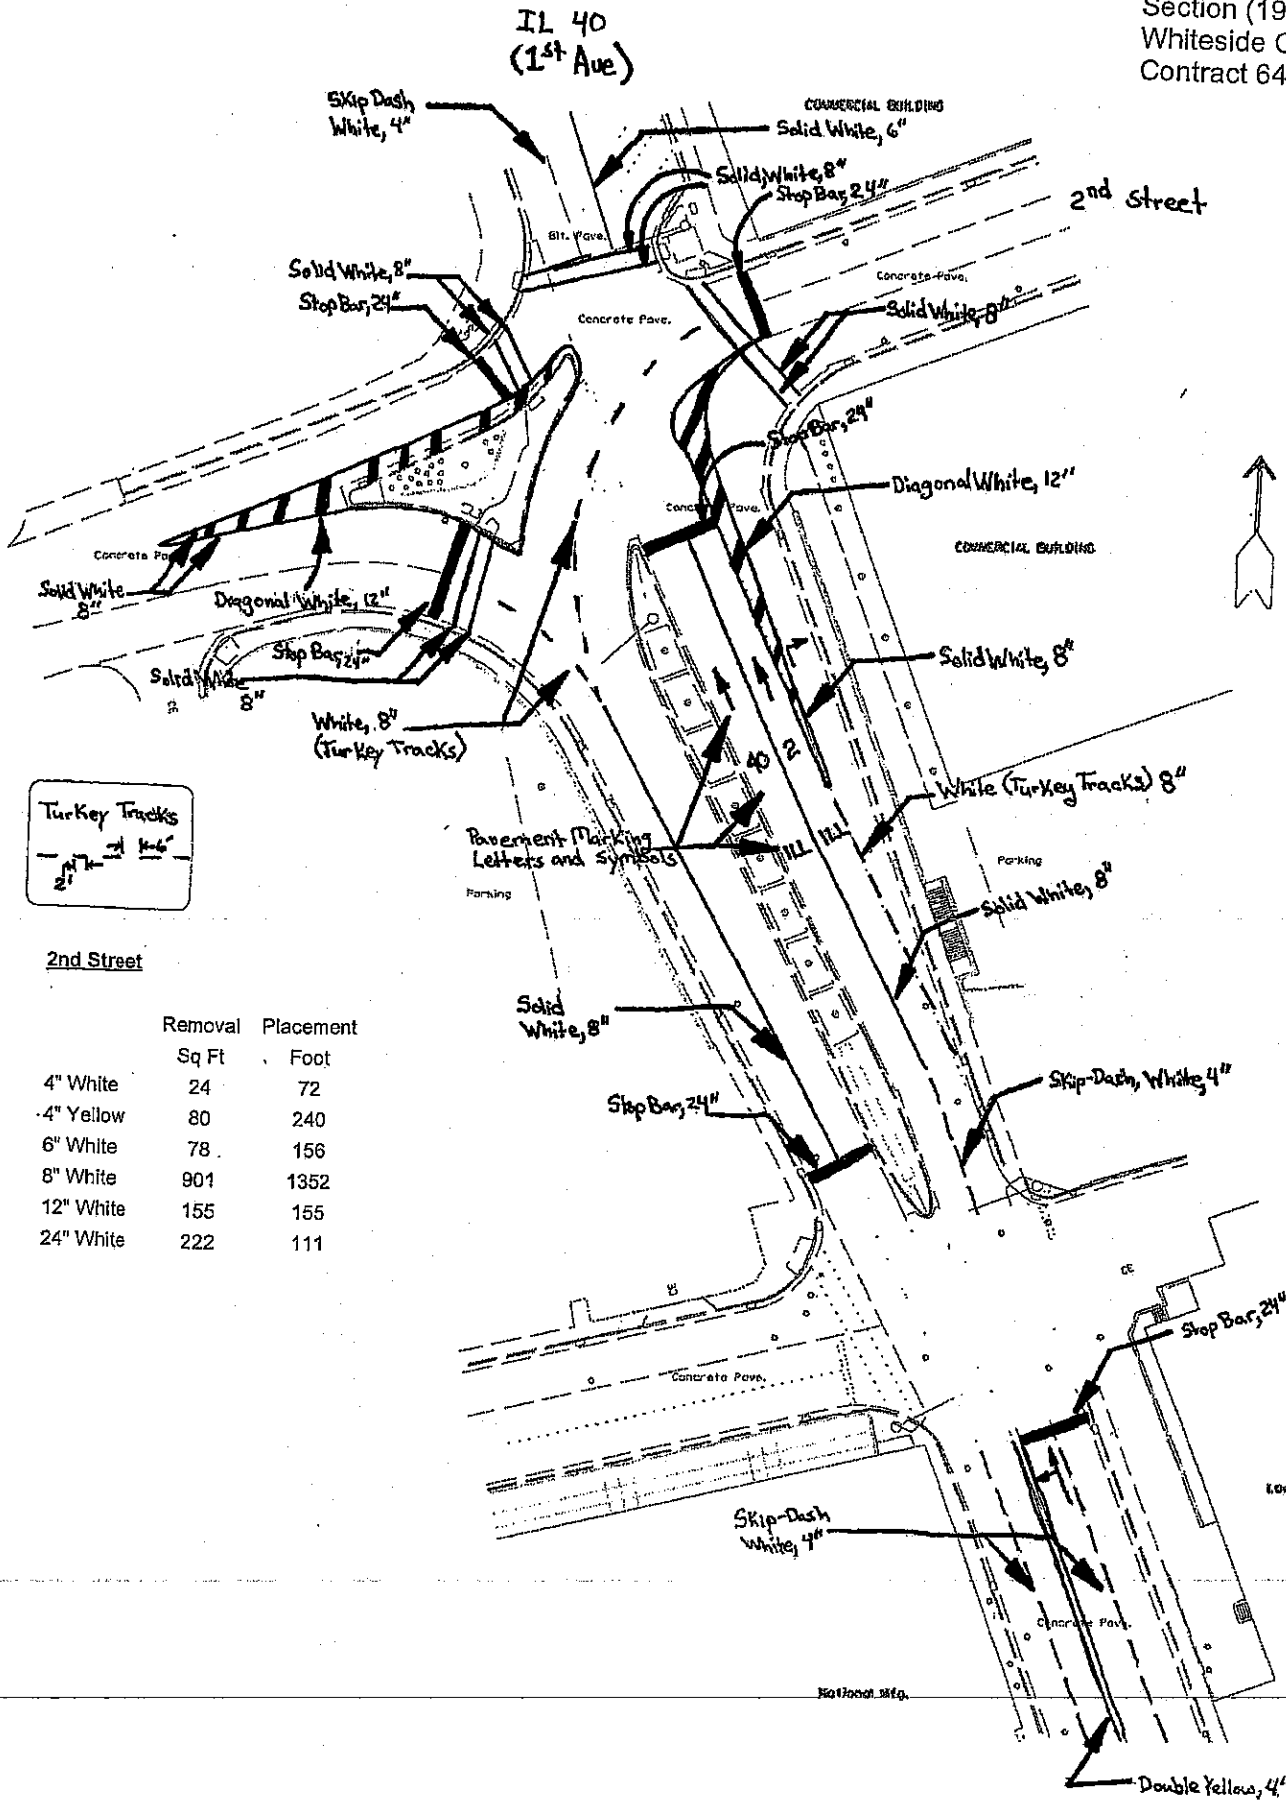 IL 40
(1st Ave)
Section (19
Whiteside C
Contract 64
Skip Dash
White, 4"
COMMERCIAL BUILDING
Solid White, 6"
Solid White, 8"
Stop Bar, 24"
2nd Street
Bit. Pave.
Solid White, 8"
Stop Bar, 24"
Concrete Pave.
Concrete Pave.
Solid White, 8"
Stop Bar, 24"
Diagonal White, 12"
Concrete Pave.
COMMERCIAL BUILDING
Concrete Pa
Solid White
8"
Diagonal White, 12"
Stop Bar, 24"
Solid White
8"
Solid White, 8"
White, 8"
(Turkey Tracks)
40 2
ILL ILL
White (Turkey Tracks) 8"
Turkey Tracks
2'
6'
Pavement Marking
Letters and Symbols
Parking
Parking
Solid White, 8"
2nd Street
Removal Placement
Sq Ft Foot
4" White 24 72
4" Yellow 80 240
6" White 78 156
8" White 901 1352
12" White 155 155
24" White 222 111
Solid
White, 8"
Stop Bar, 24"
Skip-Dash, White, 4"
Stop Bar, 24"
Concrete Pave.
Skip-Dash
White, 4"
Concrete Pave.
National Mfg.
Double Yellow, 4"